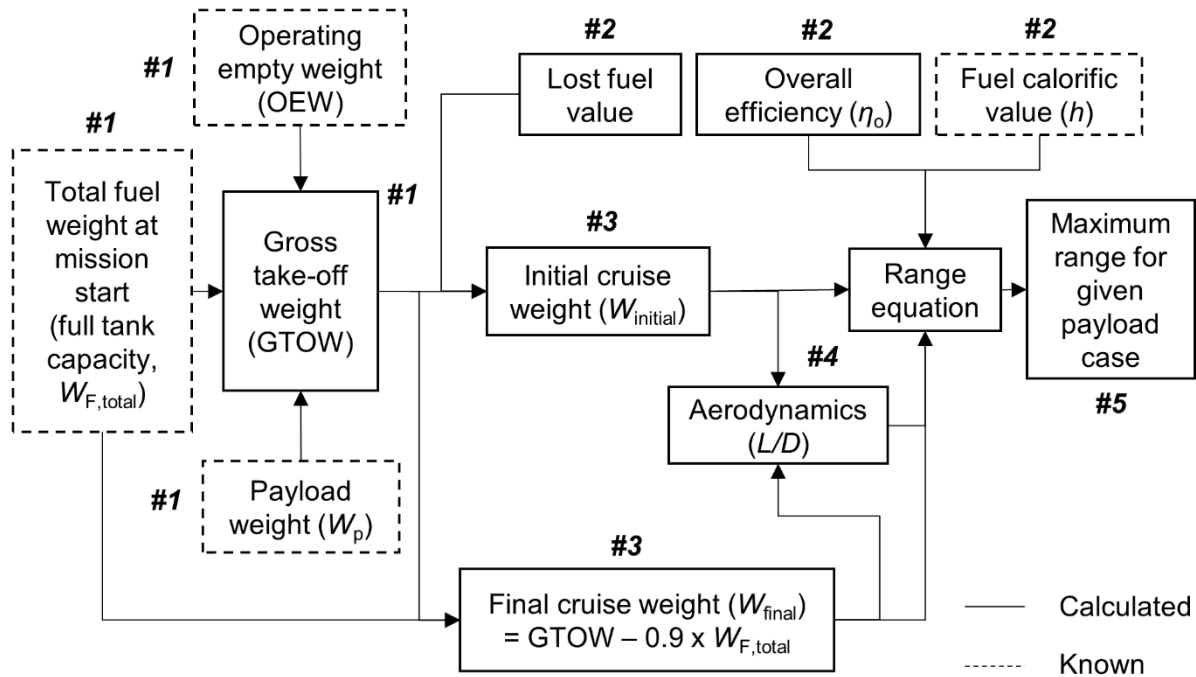 #1
Operating
empty weight
(OEW)
#2
Lost fuel
value
#2
Overall
efficiency (ηo)
#2
Fuel calorific
value (h)
#1
Total fuel
weight at
mission
start
(full tank
capacity,
WF,total)
#1
Gross
take-off
weight
(GTOW)
#3
Initial cruise
weight (Winitial)
Range
equation
Maximum
range for
given
payload
case
#5
#4
Aerodynamics
(L/D)
#1
Payload
weight (Wp)
#3
Final cruise weight (Wfinal)
= GTOW – 0.9 x WF,total
Calculated
Known